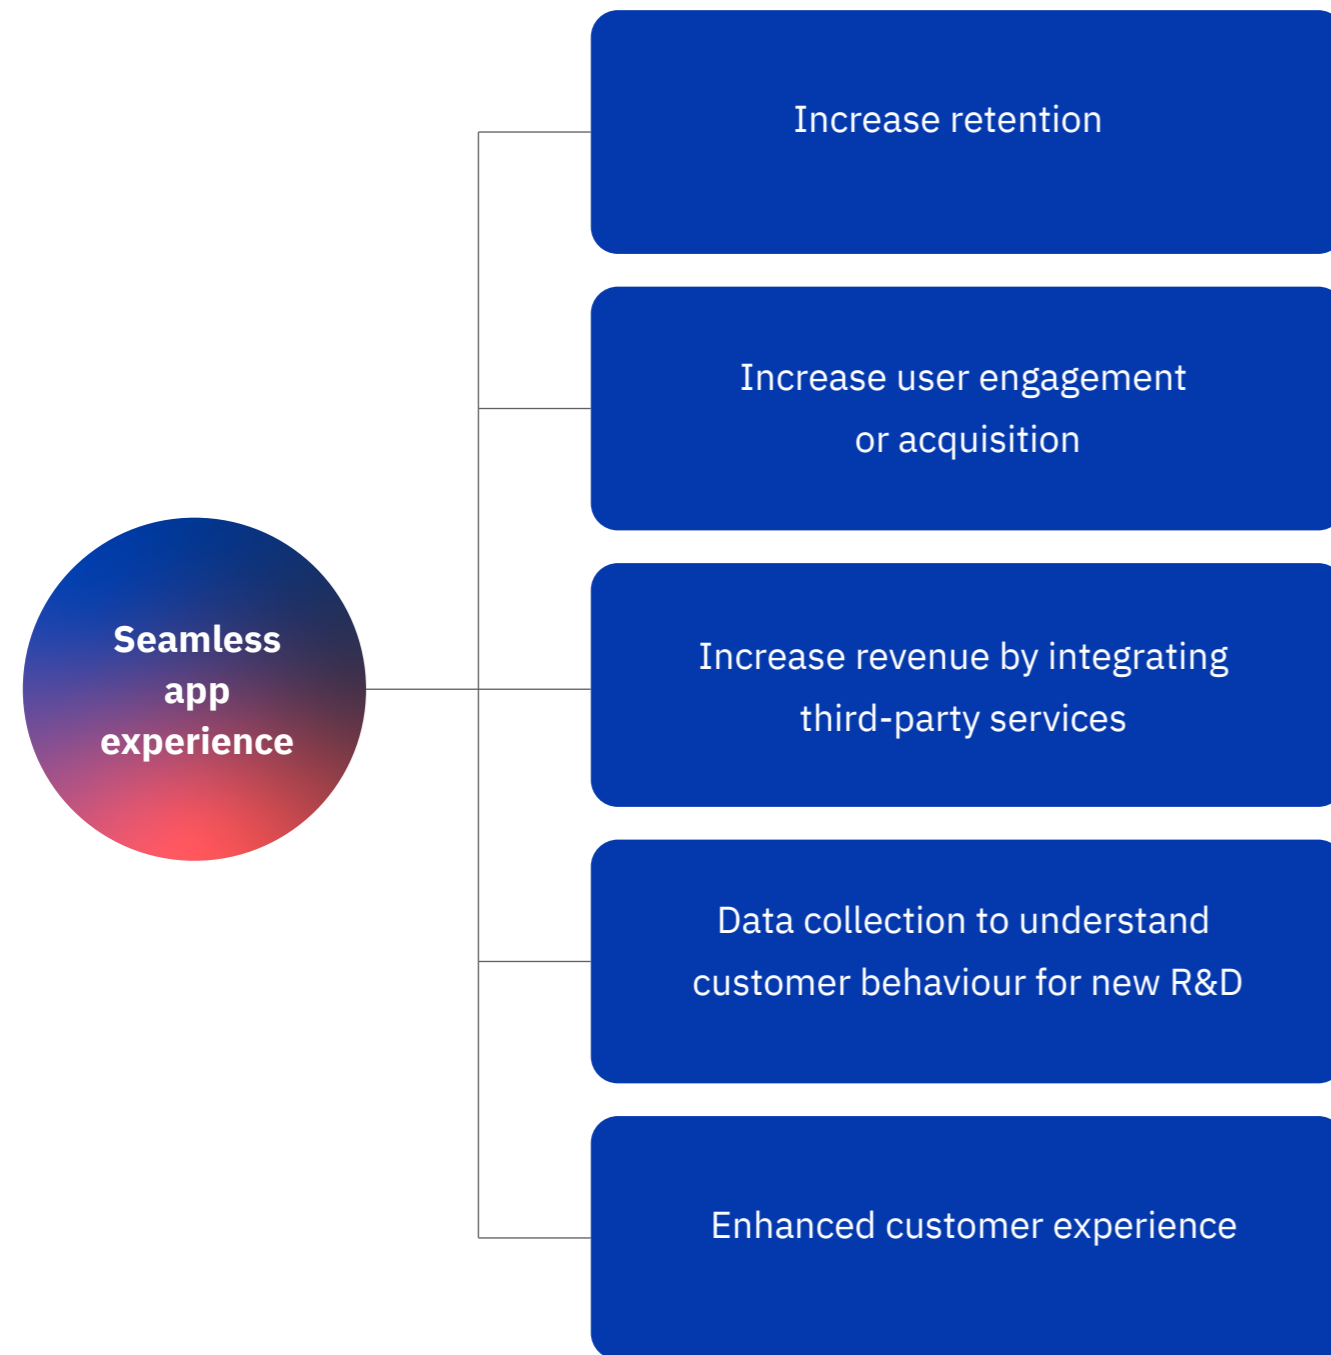 Increase retention
Increase user engagement
or acquisition
Seamless
app
experience
Increase revenue by integrating
third-party services
Data collection to understand
customer behaviour for new R&D
Enhanced customer experience